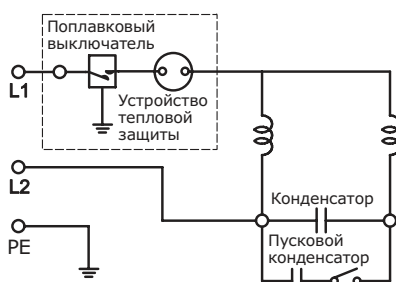 Поплавковый
выключатель
L1
Устройство
тепловой
защиты
L2
Конденсатор
PE
Пусковой
конденсатор